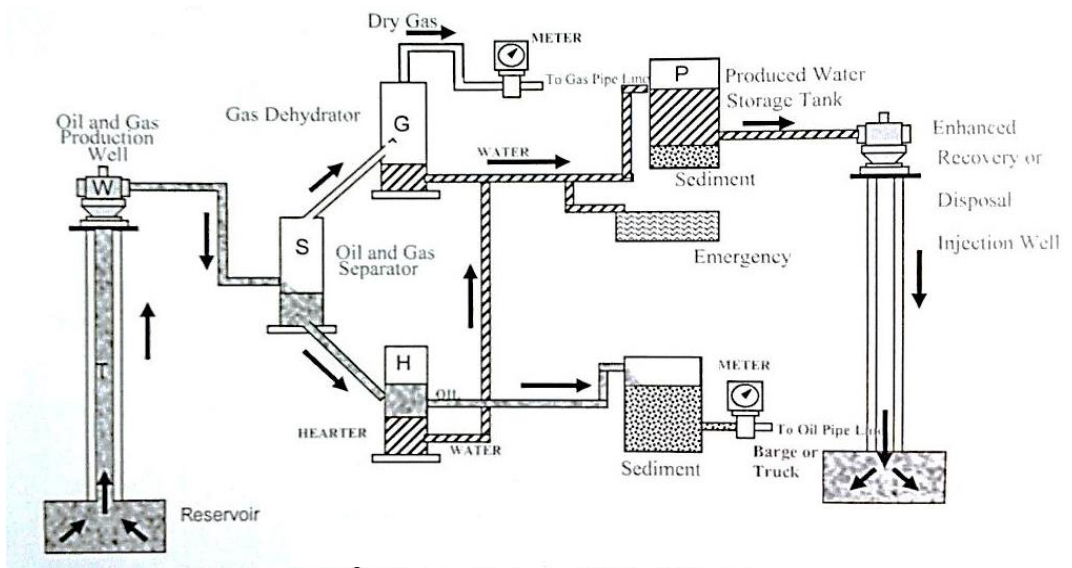 Dry Gas
METER
To Gas Pipe Line
P
Produced Water
Storage Tank
Gas Dehydrator
G
Oil and Gas
Production
Well
W
WATER
Sediment
Enhanced
Recovery or
Disposal
Injection Well
S
Oil and Gas
Separator
Emergency
T
H
OIL
HEARTER
WATER
METER
To Oil Pipe Line
Barge or
Truck
Sediment
Reservoir